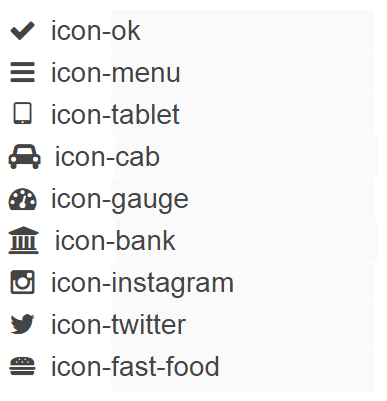 icon-ok
icon-menu
icon-tablet
icon-cab
icon-gauge
icon-bank
icon-instagram
icon-twitter
icon-fast-food